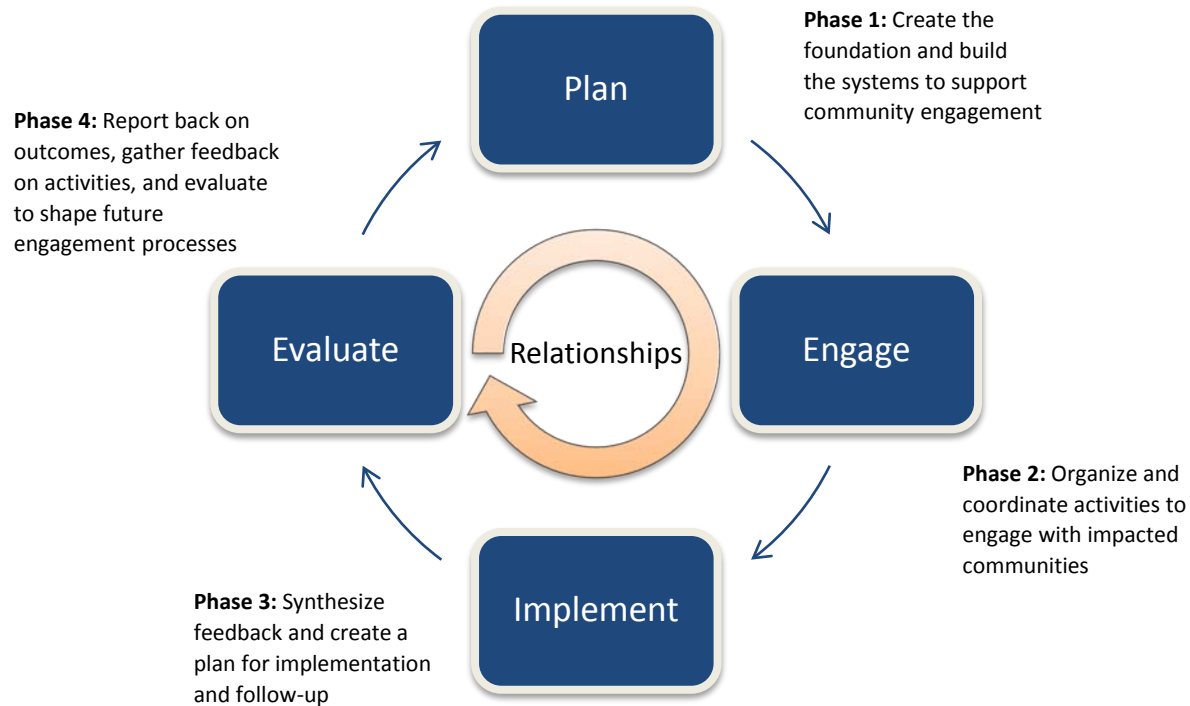 Plan
Phase 1: Create the
foundation and build
the systems to support
community engagement
Engage
Phase 2: Organize and
coordinate activities to
engage with impacted
communities
Implement
Phase 3: Synthesize
feedback and create a
plan for implementation
and follow-up
Evaluate
Phase 4: Report back on
outcomes, gather feedback
on activities, and evaluate
to shape future
engagement processes
Relationships